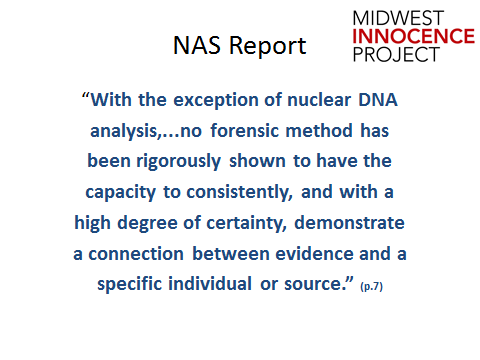 MIDWEST
INNOCENCE
PROJECT
NAS Report
“With the exception of nuclear DNA
analysis,...no forensic method has
been rigorously shown to have the
capacity to consistently, and with a
high degree of certainty, demonstrate
a connection between evidence and a
specific individual or source.” (p.7)